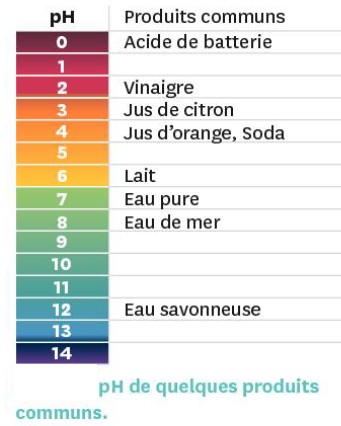 pH Produits communs
0 Acide de batterie
1
2 Vinaigre
3 Jus de citron
4 Jus d'orange, Soda
5
6 Lait
7 Eau pure
8 Eau de mer
9
10
11
12 Eau savonneuse
13
14
pH de quelques produits
communs.